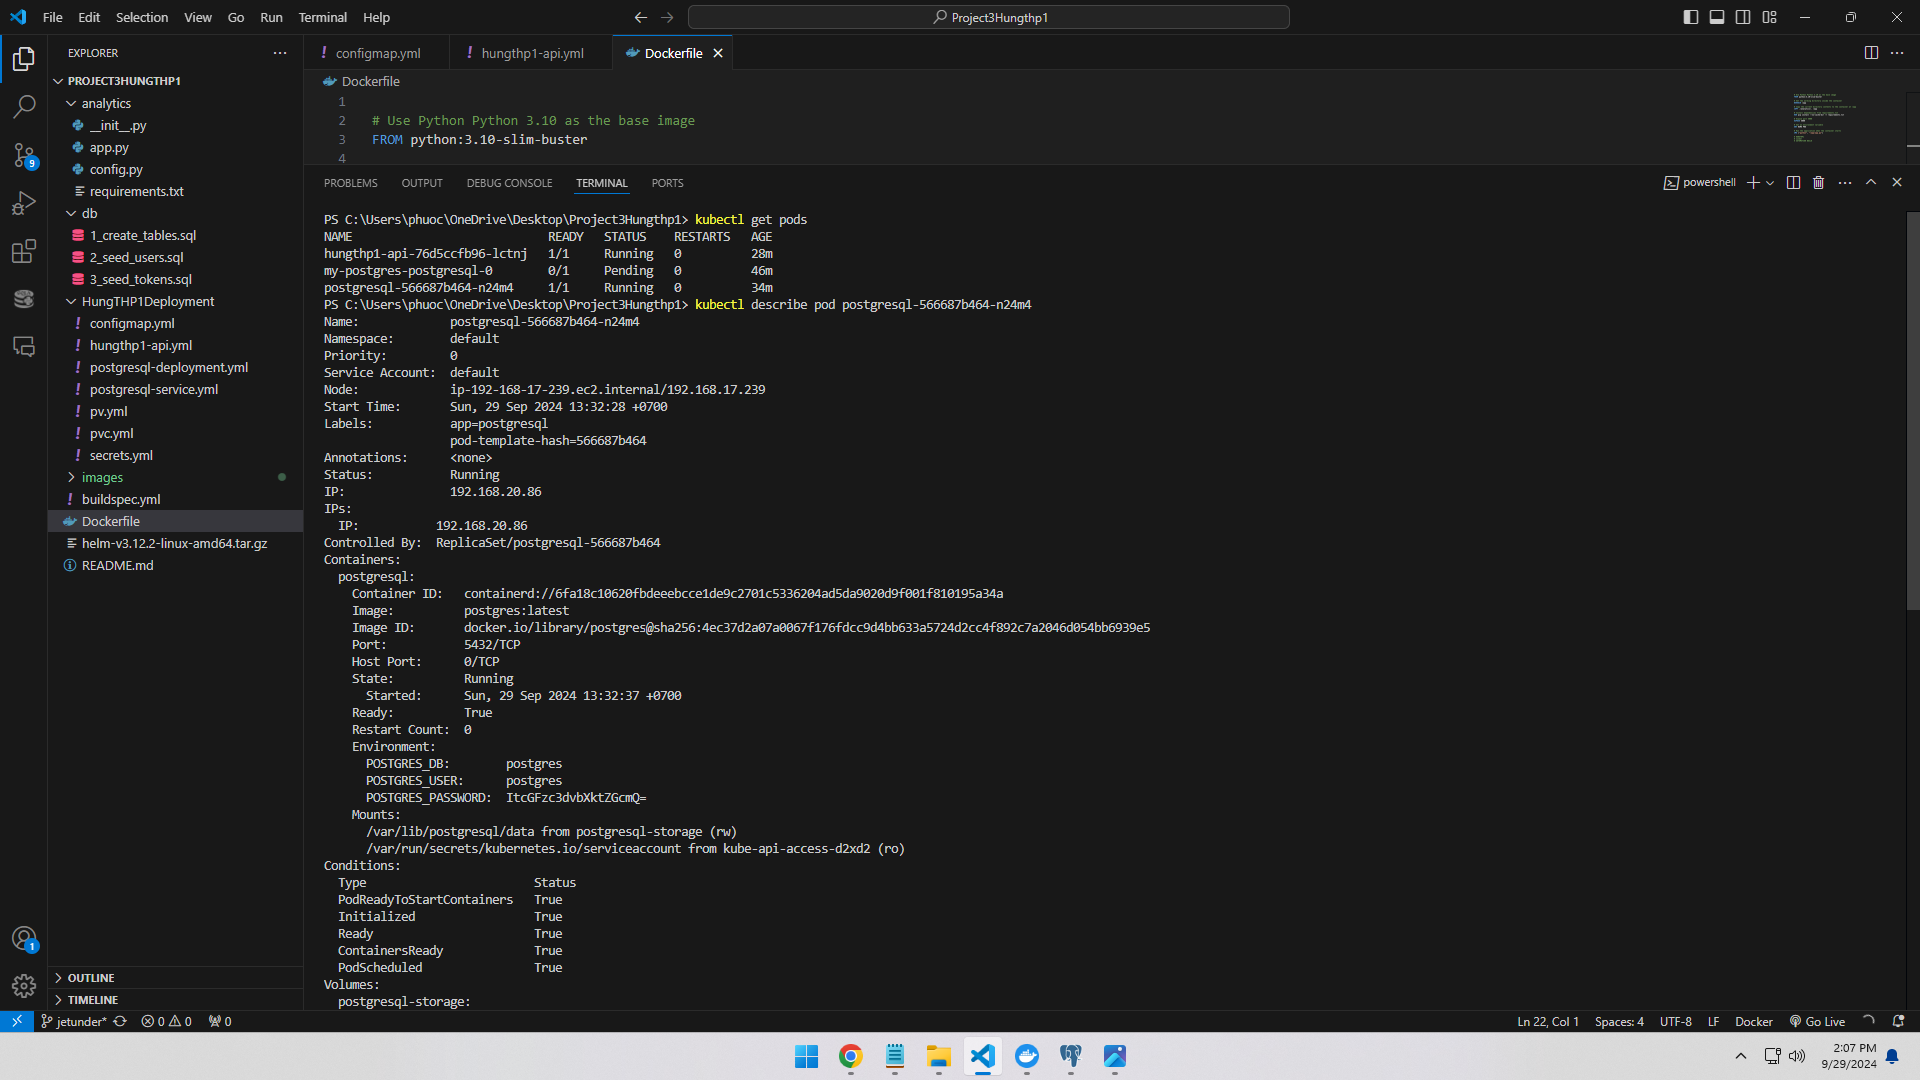 File Edit Selection View Go Run Terminal Help
Project3Hungthp1
EXPLORER
PROJECT3HUNGTHP1
analytics
__init__.py
app.py
config.py
requirements.txt
db
1_create_tables.sql
2_seed_users.sql
3_seed_tokens.sql
HungTHP1Deployment
configmap.yml
hungthp1-api.yml
postgresql-deployment.yml
postgresql-service.yml
pv.yml
pvc.yml
secrets.yml
images
buildspec.yml
Dockerfile
helm-v3.12.2-linux-amd64.tar.gz
README.md
OUTLINE
TIMELINE
9
1
configmap.yml hungthp1-api.yml Dockerfile
Dockerfile
1
2 # Use Python Python 3.10 as the base image
3 FROM python:3.10-slim-buster
4
PROBLEMS OUTPUT DEBUG CONSOLE TERMINAL PORTS
powershell
PS C:\Users\phuoc\OneDrive\Desktop\Project3Hungthp1> kubectl get pods
NAME READY STATUS RESTARTS AGE
hungthp1-api-76d5ccfb96-lctnj 1/1 Running 0 28m
my-postgres-postgresql-0 0/1 Pending 0 46m
postgresql-566687b464-n24m4 1/1 Running 0 34m
PS C:\Users\phuoc\OneDrive\Desktop\Project3Hungthp1> kubectl describe pod postgresql-566687b464-n24m4
Name: postgresql-566687b464-n24m4
Namespace: default
Priority: 0
Service Account: default
Node: ip-192-168-17-239.ec2.internal/192.168.17.239
Start Time: Sun, 29 Sep 2024 13:32:28 +0700
Labels: app=postgresql
pod-template-hash=566687b464
Annotations: <none>
Status: Running
IP: 192.168.20.86
IPs:
IP: 192.168.20.86
Controlled By: ReplicaSet/postgresql-566687b464
Containers:
postgresql:
Container ID: containerd://6fa18c10620fbdeeebcce1de9c2701c5336204ad5da9020d9f001f810195a34a
Image: postgres:latest
Image ID: docker.io/library/postgres@sha256:4ec37d2a07a0067f176fdcc9d4bb633a5724d2cc4f892c7a2046d054bb6939e5
Port: 5432/TCP
Host Port: 0/TCP
State: Running
Started: Sun, 29 Sep 2024 13:32:37 +0700
Ready: True
Restart Count: 0
Environment:
POSTGRES_DB: postgres
POSTGRES_USER: postgres
POSTGRES_PASSWORD: ItcGFzc3dvbXktZGcmQ=
Mounts:
/var/lib/postgresql/data from postgresql-storage (rw)
/var/run/secrets/kubernetes.io/serviceaccount from kube-api-access-d2xd2 (ro)
Conditions:
Type Status
PodReadyToStartContainers True
Initialized True
Ready True
ContainersReady True
PodScheduled True
Volumes:
postgresql-storage:
jetunder* 0 0 0
Ln 22, Col 1 Spaces: 4 UTF-8 LF Docker Go Live
2:07 PM
9/29/2024